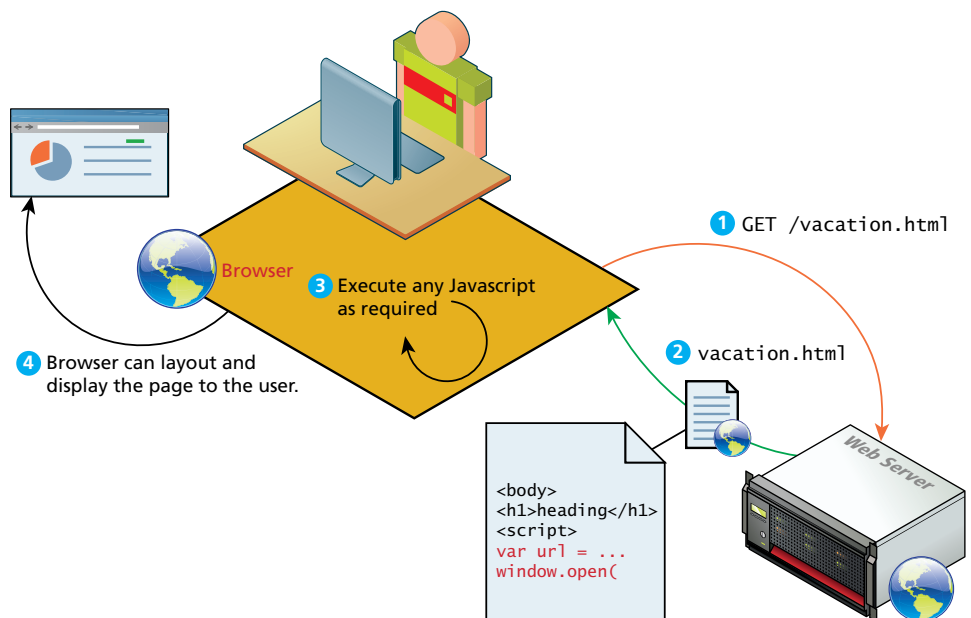 1 GET /vacation.html
Browser
3 Execute any Javascript
as required
2 vacation.html
4 Browser can layout and
display the page to the user.
Web Server
<body>
<h1>heading</h1>
<script>
var url = ...
window.open(